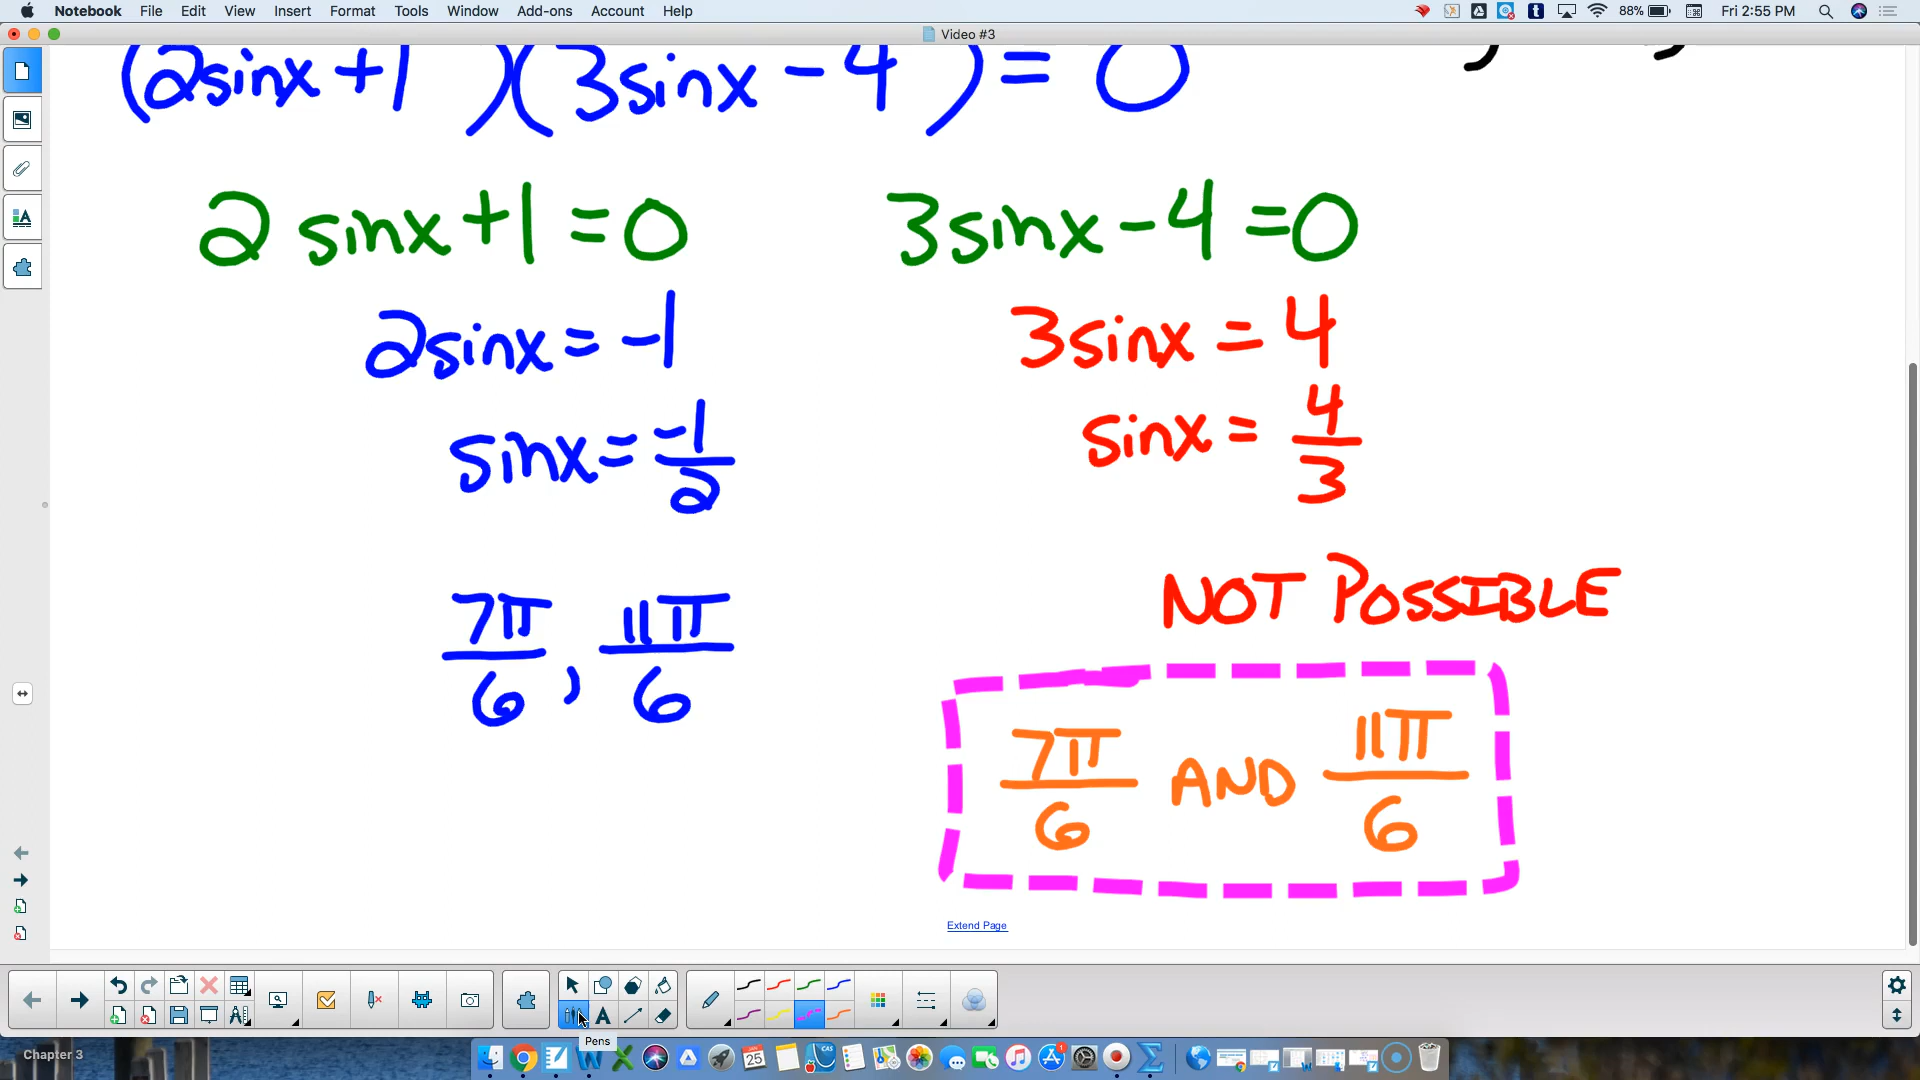 Notebook File Edit View Insert Format Tools Window Add-ons Account Help 88% Fri 2:55 PM
Video #3
(2sinx+1)(3sinx-4)=0
2 sinx+1=0 3sinx-4=0
2sinx=-1 3sinx=4
sinx=-1/2 sinx=4/3
NOT POSSIBLE
7π/6, 11π/6
7π/6 AND 11π/6
Extend Page
Pens
Chapter 3
25